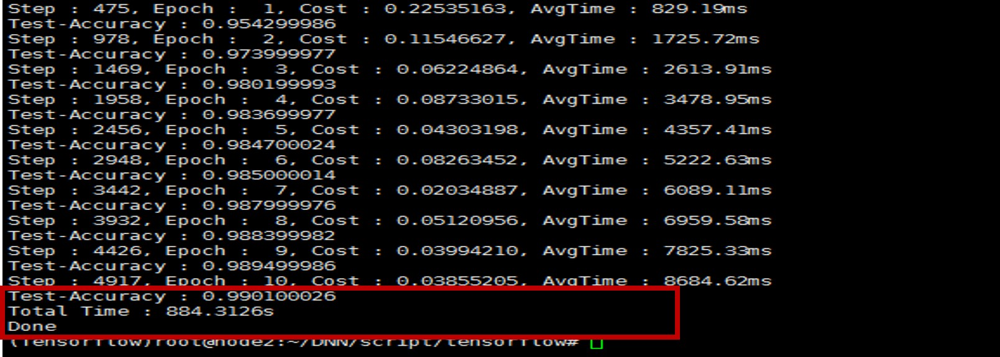 Step : 475, Epoch :  1, Cost : 0.22535163, AvgTime : 829.19ms
Test-Accuracy : 0.954299986
Step : 978, Epoch :  2, Cost : 0.11546627, AvgTime : 1725.72ms
Test-Accuracy : 0.973999977
Step : 1469, Epoch :  3, Cost : 0.06224864, AvgTime : 2613.91ms
Test-Accuracy : 0.980199993
Step : 1958, Epoch :  4, Cost : 0.08733015, AvgTime : 3478.95ms
Test-Accuracy : 0.983699977
Step : 2456, Epoch :  5, Cost : 0.04303198, AvgTime : 4357.41ms
Test-Accuracy : 0.984700024
Step : 2948, Epoch :  6, Cost : 0.08263452, AvgTime : 5222.63ms
Test-Accuracy : 0.985000014
Step : 3442, Epoch :  7, Cost : 0.02034887, AvgTime : 6089.11ms
Test-Accuracy : 0.987999976
Step : 3932, Epoch :  8, Cost : 0.05120956, AvgTime : 6959.58ms
Test-Accuracy : 0.988399982
Step : 4426, Epoch :  9, Cost : 0.03994210, AvgTime : 7825.33ms
Test-Accuracy : 0.989499986
Step : 4917, Epoch : 10, Cost : 0.03855205, AvgTime : 8684.62ms
Test-Accuracy : 0.990100026
Total Time : 884.3126s
Done
(Tensorflow)root@node2:~/DNN/script/tensorflow#